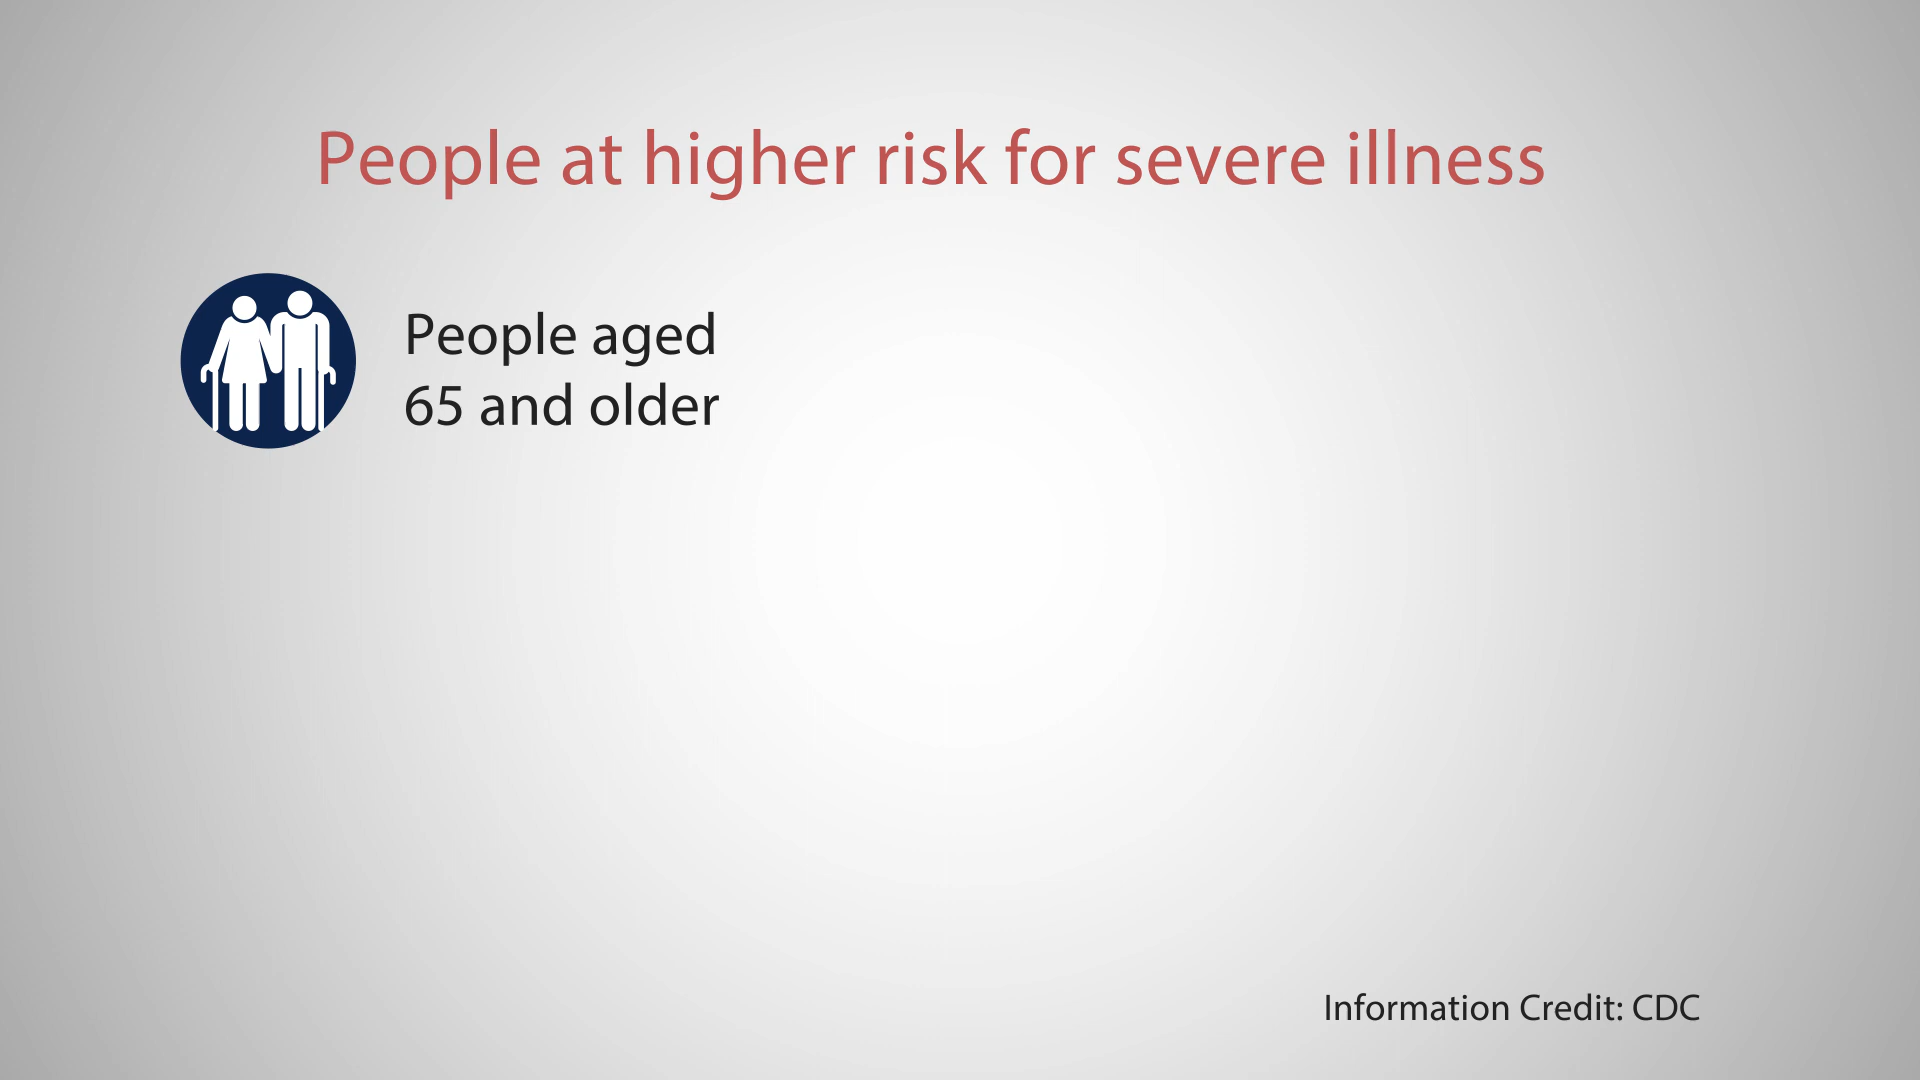 People at higher risk for severe illness
People aged
65 and older
Information Credit: CDC